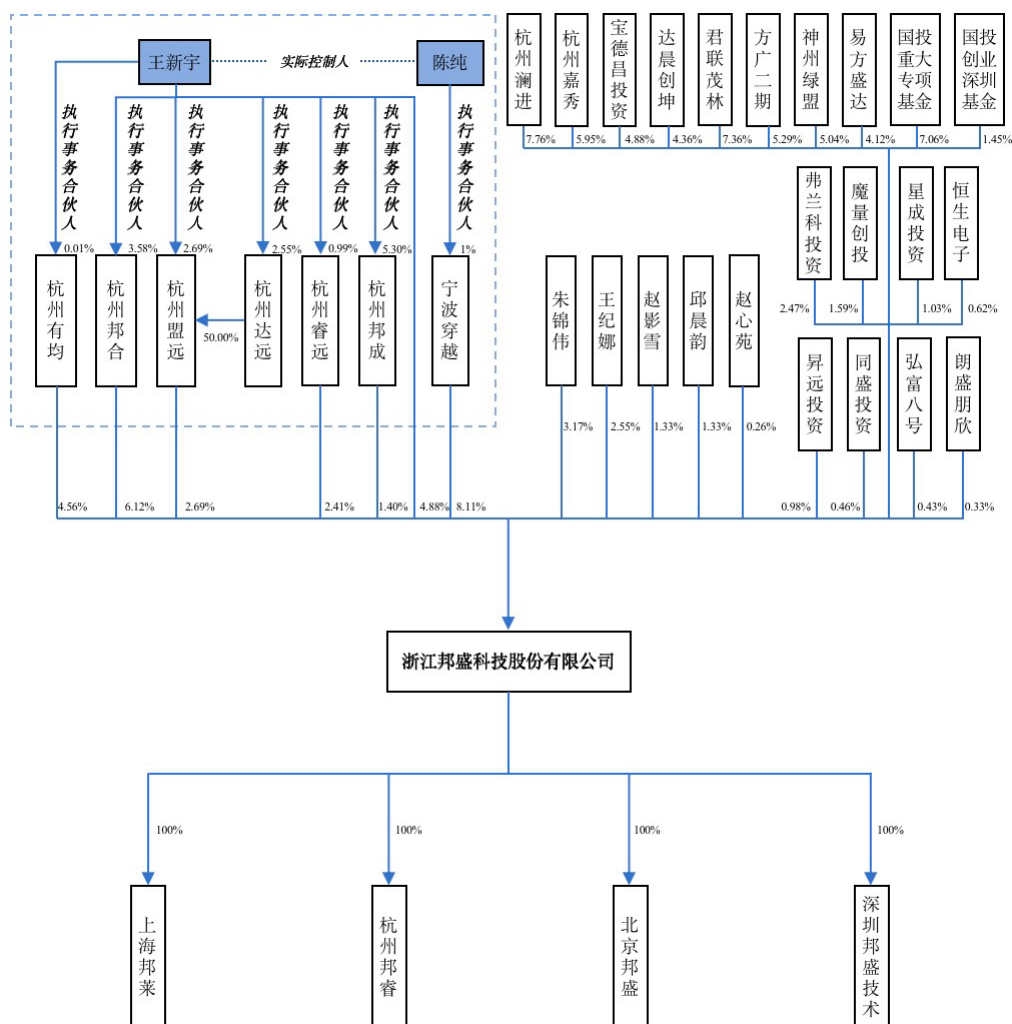 王新宇
实际控制人
陈纯
杭州澜进
杭州嘉秀
宝德昌投资
达晨创坤
君联茂林
方广二期
神州绿盟
易方盛达
国投重大专项基金
国投创业深圳基金
7.76%
5.95%
4.88%
4.36%
7.36%
5.29%
5.04%
4.12%
7.06%
1.45%
执行事务合伙人
执行事务合伙人
执行事务合伙人
执行事务合伙人
执行事务合伙人
执行事务合伙人
执行事务合伙人
0.01%
3.58%
2.69%
2.55%
0.99%
5.30%
1%
杭州有均
杭州邦合
杭州盟远
杭州达远
杭州睿远
杭州邦成
宁波穿越
50.00%
弗兰科投资
魔量创投
星成投资
恒生电子
2.47%
1.59%
1.03%
0.62%
朱锦伟
王纪娜
赵影雪
邱晨韵
赵心苑
3.17%
2.55%
1.33%
1.33%
0.26%
昇远投资
同盛投资
弘富八号
朗盛朋欣
4.56%
6.12%
2.69%
2.41%
1.40%
4.88%
8.11%
0.98%
0.46%
0.43%
0.33%
浙江邦盛科技股份有限公司
100%
100%
100%
100%
上海邦莱
杭州邦睿
北京邦盛
深圳邦盛技术